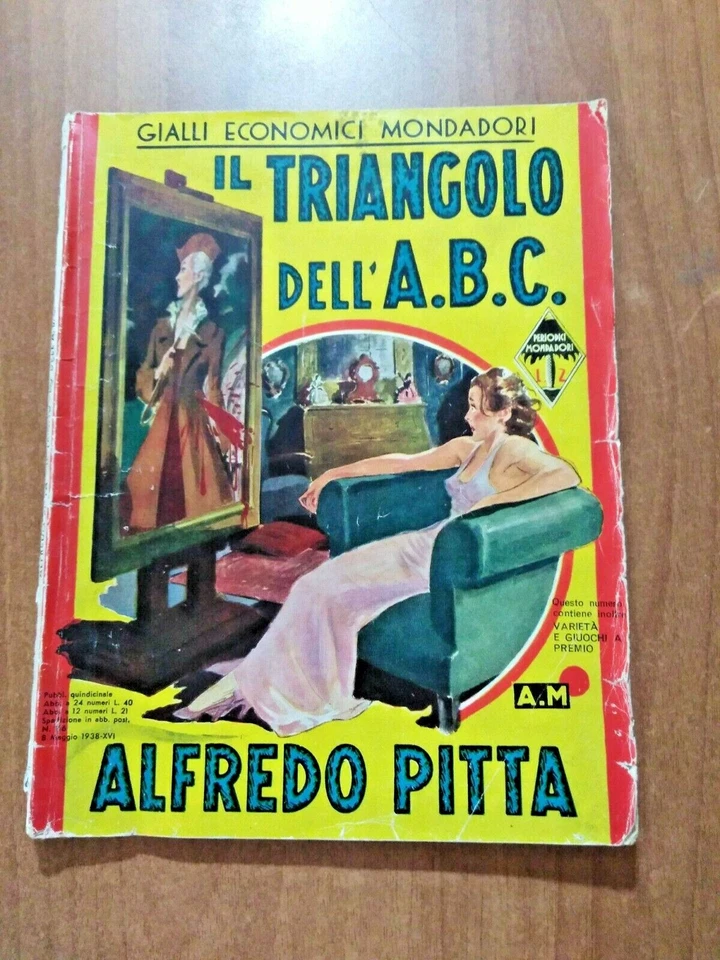 GIALLI ECONOMICI MONDADORI
IL TRIANGOLO
DELL'A.B.C.
PERIODICI
MONDADORI
L 2
Questo numero
contiene inoltre
VARIETÀ
E GIUOCHI A
PREMIO
A.M
Pubbl. quindicinale
Abb. a 24 numeri L. 40
Abb. a 12 numeri L. 21
Spedizione in abb. post.
N.
8 Maggio 1938-XVI
ALFREDO PITTA